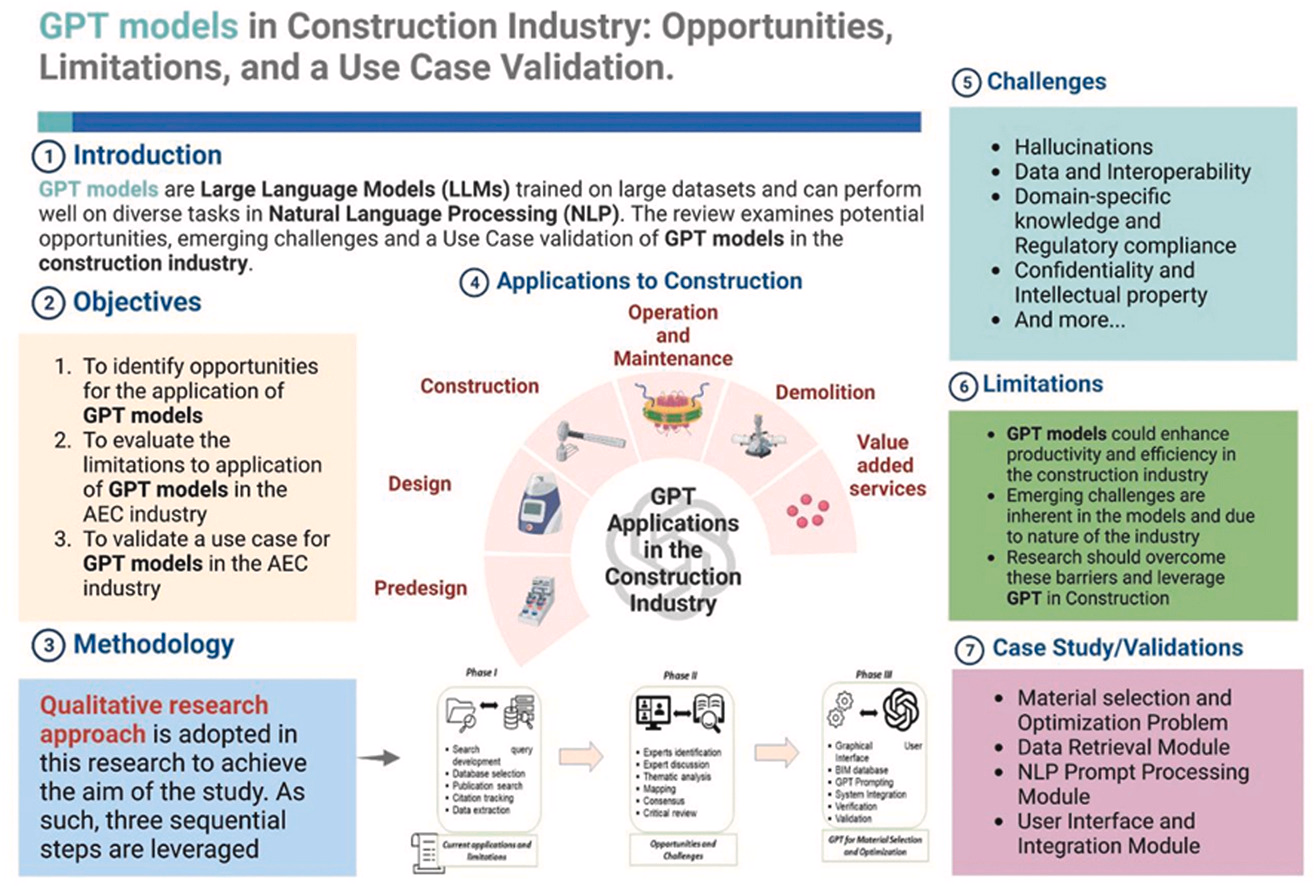 GPT models in Construction Industry: Opportunities,
Limitations, and a Use Case Validation.
1 Introduction
GPT models are Large Language Models (LLMs) trained on large datasets and can perform
well on diverse tasks in Natural Language Processing (NLP). The review examines potential
opportunities, emerging challenges and a Use Case validation of GPT models in the
construction industry.
2 Objectives
1. To identify opportunities
for the application of
GPT models
2. To evaluate the
limitations to application
of GPT models in the
AEC industry
3. To validate a use case for
GPT models in the AEC
industry
3 Methodology
Qualitative research
approach is adopted in
this research to achieve
the aim of the study. As
such, three sequential
steps are leveraged
Phase I
• Search query
development
• Database selection
• Publication search
• Citation tracking
• Data extraction
Current applications and
limitations
Phase II
• Experts identification
• Expert discussion
• Thematic analysis
• Mapping
• Consensus
• Critical review
Opportunities and
Challenges
Phase III
• Graphical User
Interface
• BIM database
• GPT Prompting
• System Integration
• Verification
• Validation
GPT for Material Selection
and Optimization
4 Applications to Construction
Predesign
Design
Construction
Operation
and
Maintenance
Demolition
Value
added
services
GPT
Applications
in the
Construction
Industry
5 Challenges
• Hallucinations
• Data and Interoperability
• Domain-specific
knowledge and
Regulatory compliance
• Confidentiality and
Intellectual property
• And more...
6 Limitations
• GPT models could enhance
productivity and efficiency in
the construction industry
• Emerging challenges are
inherent in the models and due
to nature of the industry
• Research should overcome
these barriers and leverage
GPT in Construction
7 Case Study/Validations
• Material selection and
Optimization Problem
• Data Retrieval Module
• NLP Prompt Processing
Module
• User Interface and
Integration Module